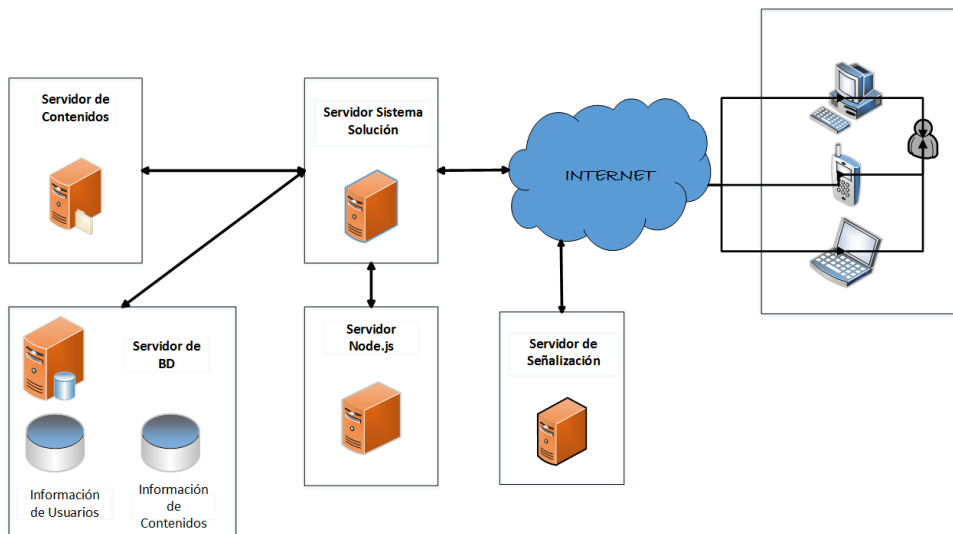 Servidor de
Contenidos
Servidor Sistema
Solución
INTERNET
Servidor de
BD
Servidor
Node.js
Servidor de
Señalización
Información
de Usuarios
Información
de
Contenidos